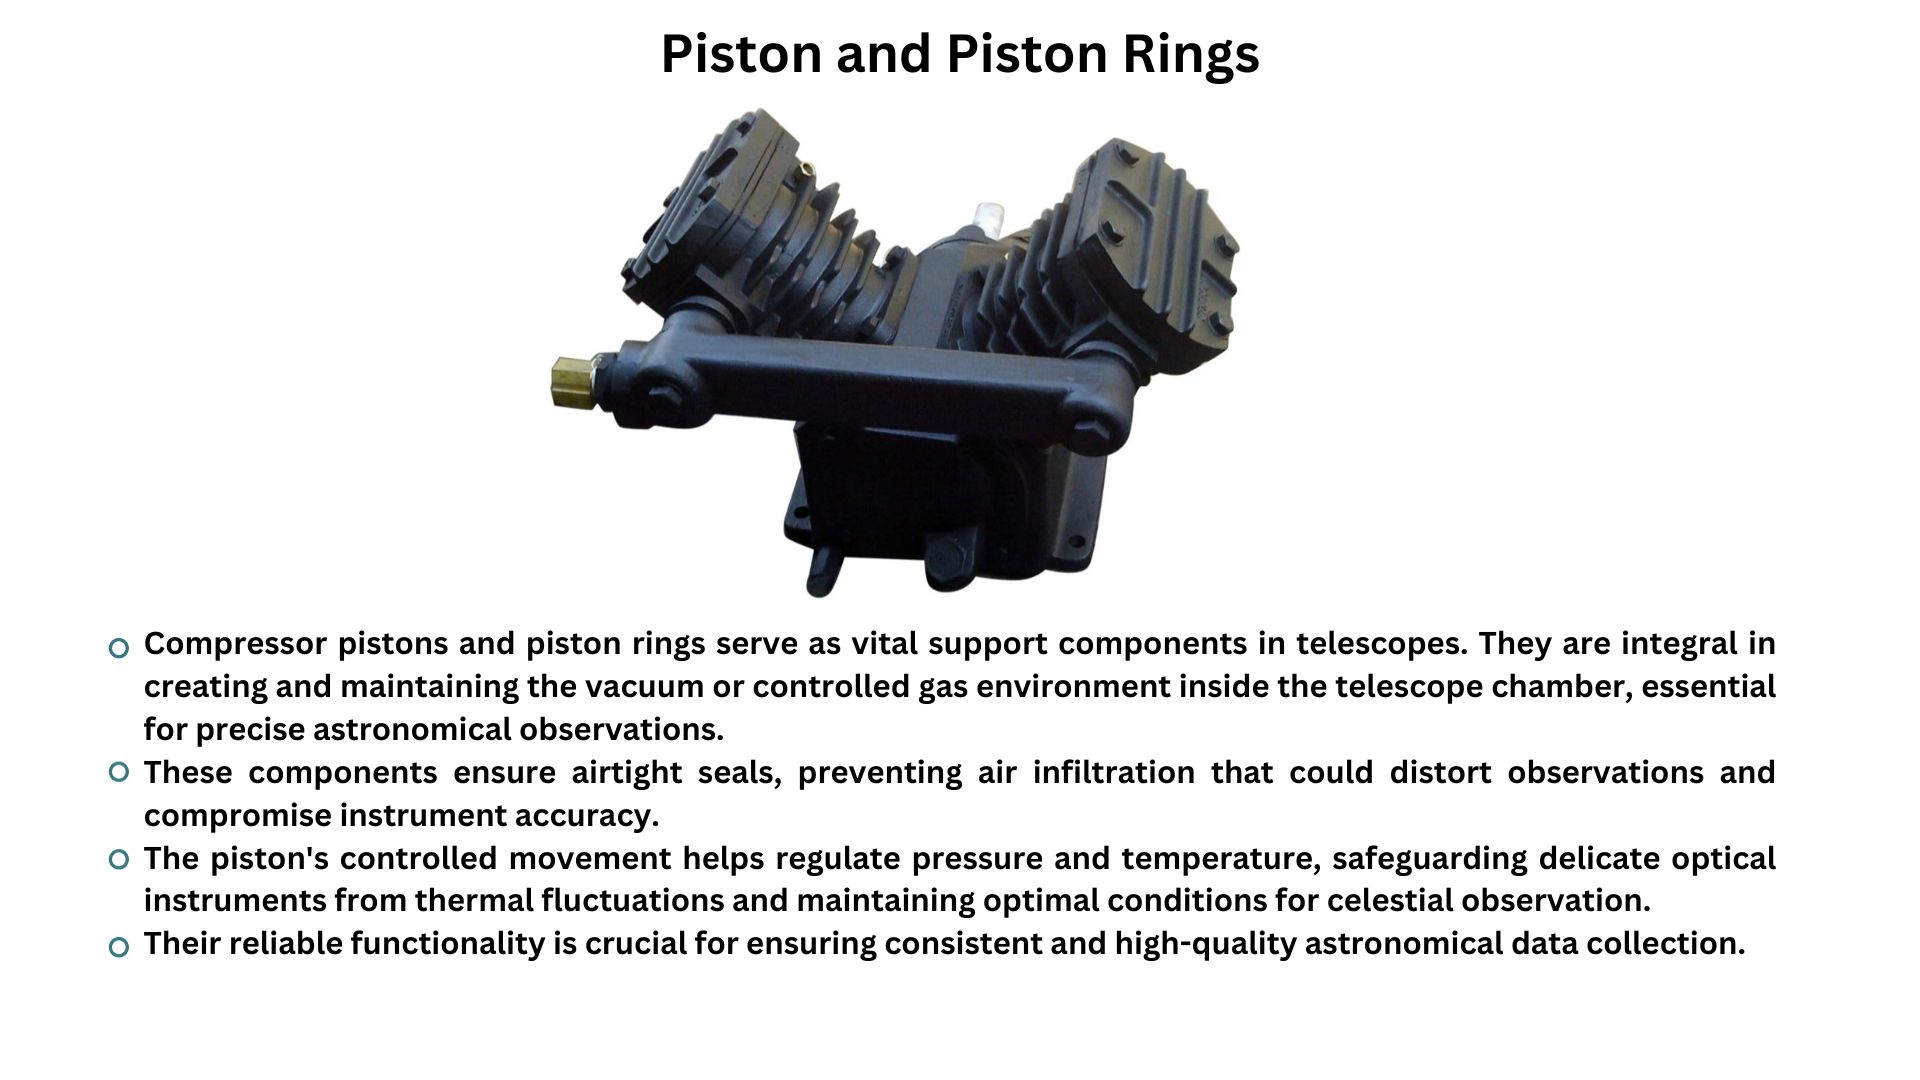 Piston and Piston Rings
Compressor pistons and piston rings serve as vital support components in telescopes. They are integral in
creating and maintaining the vacuum or controlled gas environment inside the telescope chamber, essential
for precise astronomical observations.
These components ensure airtight seals, preventing air infiltration that could distort observations and
compromise instrument accuracy.
The piston's controlled movement helps regulate pressure and temperature, safeguarding delicate optical
instruments from thermal fluctuations and maintaining optimal conditions for celestial observation.
Their reliable functionality is crucial for ensuring consistent and high-quality astronomical data collection.